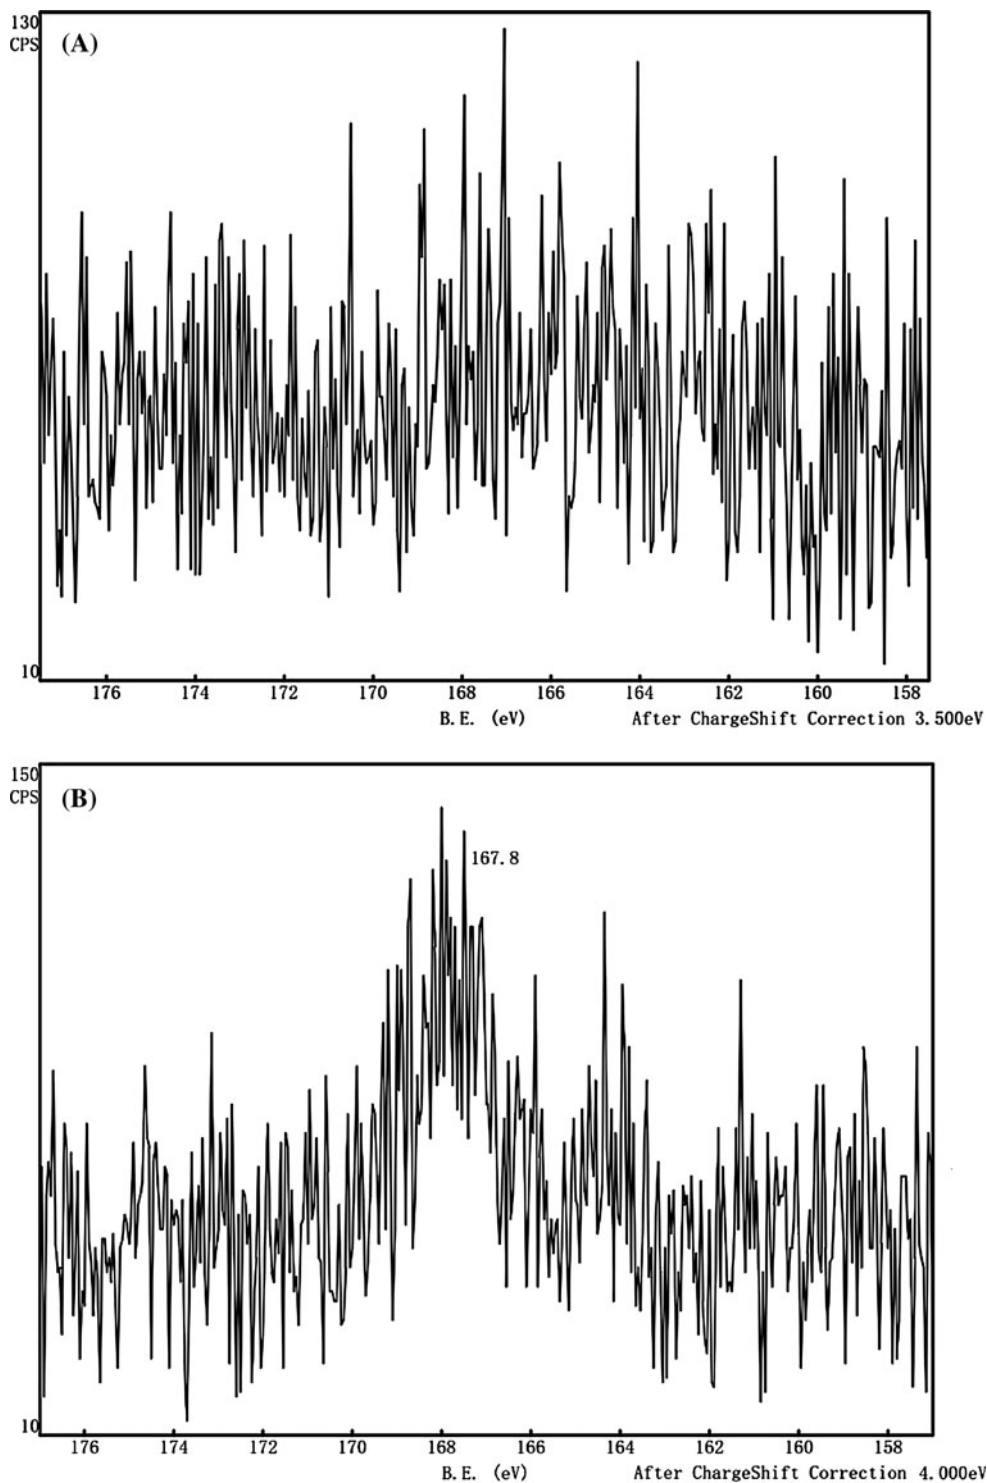 130
CPS
(A)
10
176 174 172 170 168 166 164 162 160 158
B.E. (eV) After ChargeShift Correction 3.500eV
150
CPS
(B)
167.8
10
176 174 172 170 168 166 164 162 160 158
B.E. (eV) After ChargeShift Correction 4.000eV